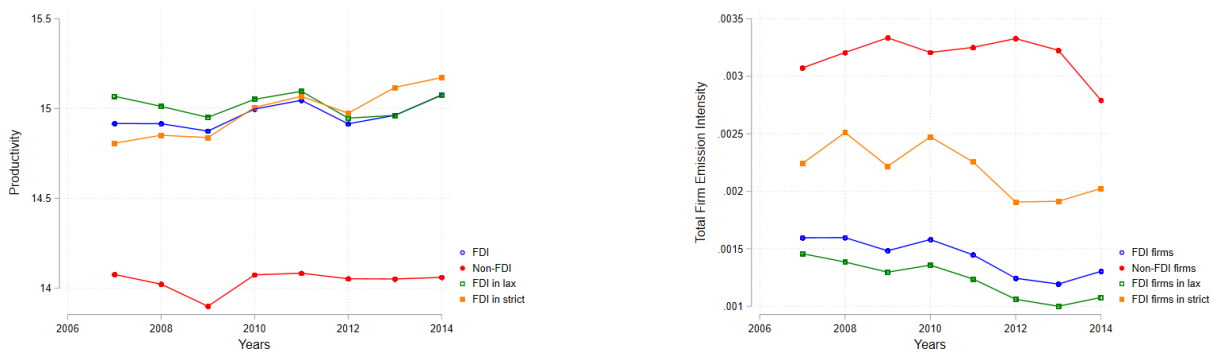 15.5
15
14.5
14
Productivity
2006
2008
2010
2012
2014
Years
FDI
Non-FDI
FDI in lax
FDI in strict
.0035
.003
.0025
.002
.0015
.001
Total Firm Emission Intensity
2006
2008
2010
2012
2014
Years
FDI firms
Non-FDI firms
FDI firms in lax
FDI firms in strict